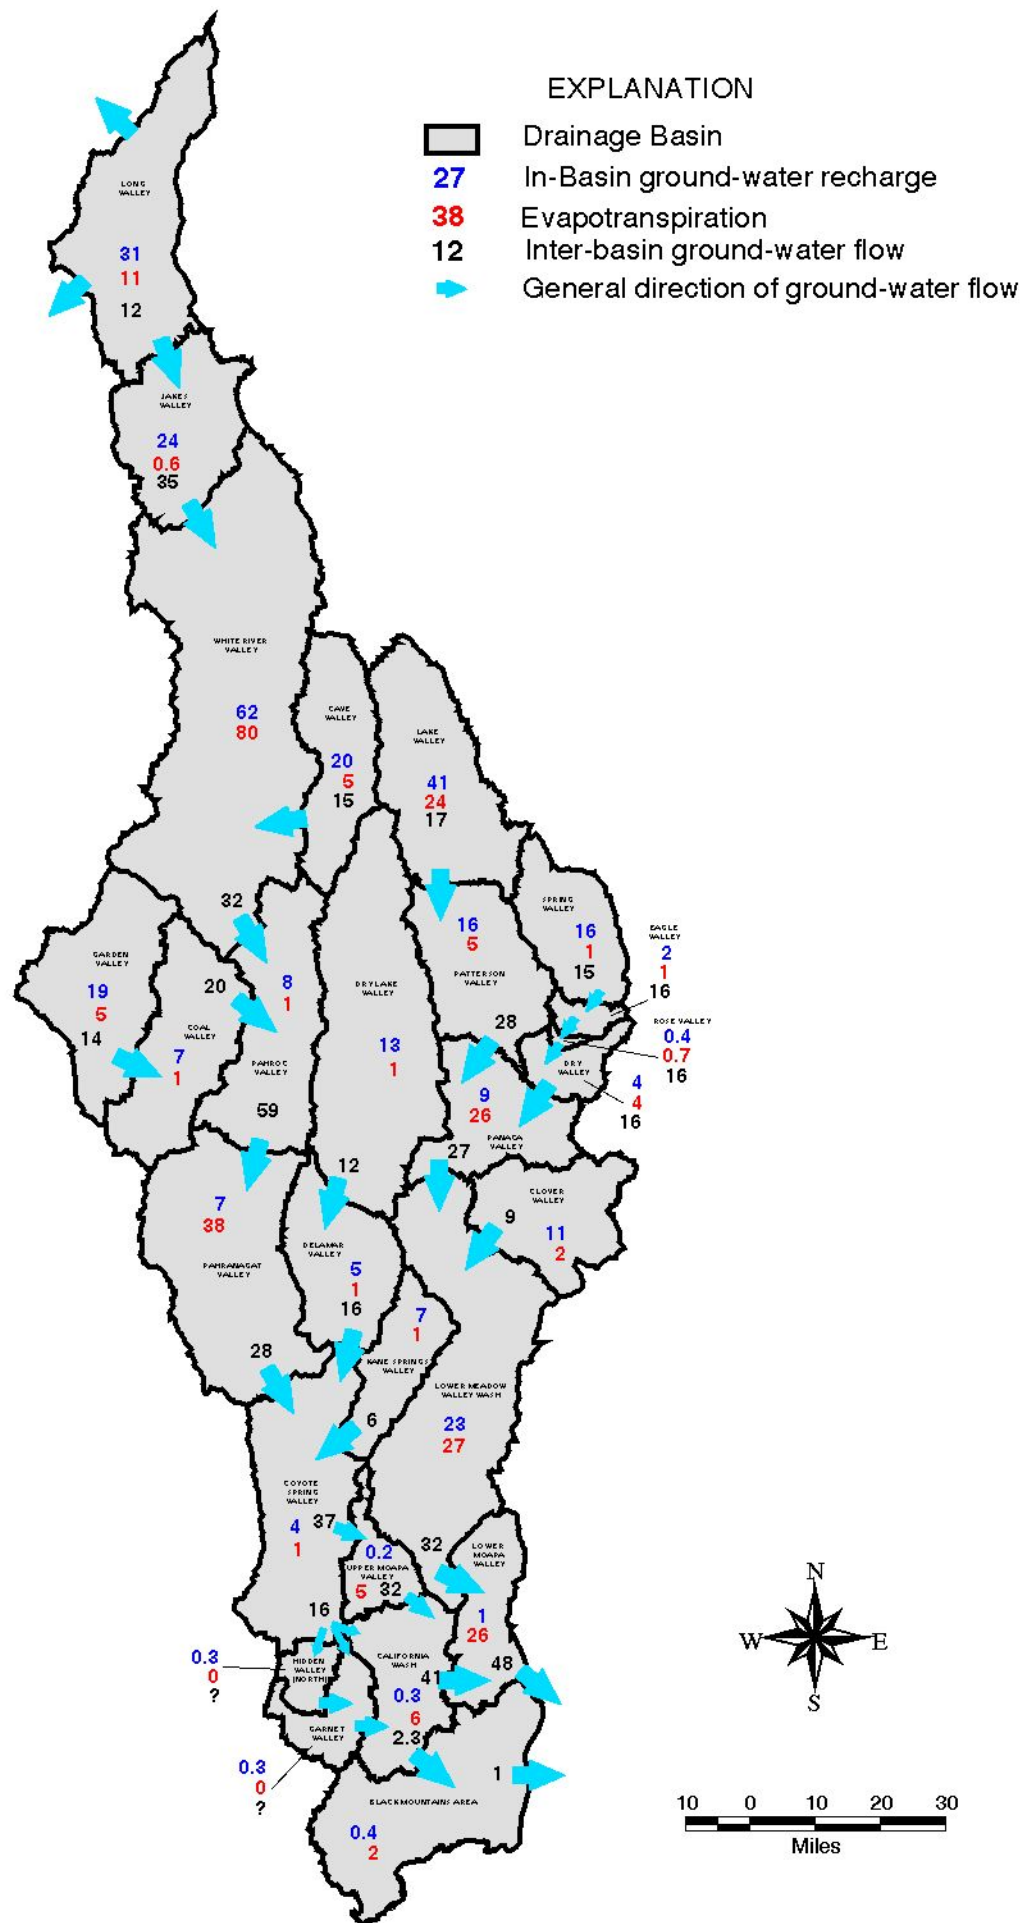 EXPLANATION
Drainage Basin
27 In-Basin ground-water recharge
38 Evapotranspiration
12 Inter-basin ground-water flow
General direction of ground-water flow
LONG
VALLEY
31
11
12
JAKES
VALLEY
24
0.6
35
WHITE RIVER
VALLEY
62
80
32
CAVE
VALLEY
20
5
15
LAKE
VALLEY
41
24
17
SPRING
VALLEY
16
1
15
EAGLE
VALLEY
2
1
16
ROSE VALLEY
0.4
0.7
16
DRY
VALLEY
4
4
16
16
5
PATTERSON
VALLEY
28
GARDEN
VALLEY
19
5
14
20
COAL
VALLEY
7
1
8
1
PAHROC
VALLEY
59
DRYLAKE
VALLEY
13
1
12
9
26
PANACA
VALLEY
27
CLOVER
VALLEY
9
11
2
7
38
PAHRANAGAT
VALLEY
28
DELAMAR
VALLEY
5
1
16
7
1
KANE SPRINGS
VALLEY
6
LOWER MEADOW
VALLEY WASH
23
27
32
COYOTE
SPRING
VALLEY
37
4
1
16
0.2
UPPER MOAPA
VALLEY
5
32
LOWER
MOAPA
VALLEY
1
26
48
0.3
0
?
HIDDEN
VALLEY
(NORTH)
CALIFORNIA
WASH
41
0.3
6
2.3
GARNET
VALLEY
0.3
0
?
1
BLACK MOUNTAINS AREA
0.4
2
N
W E
S
10 0 10 20 30
Miles